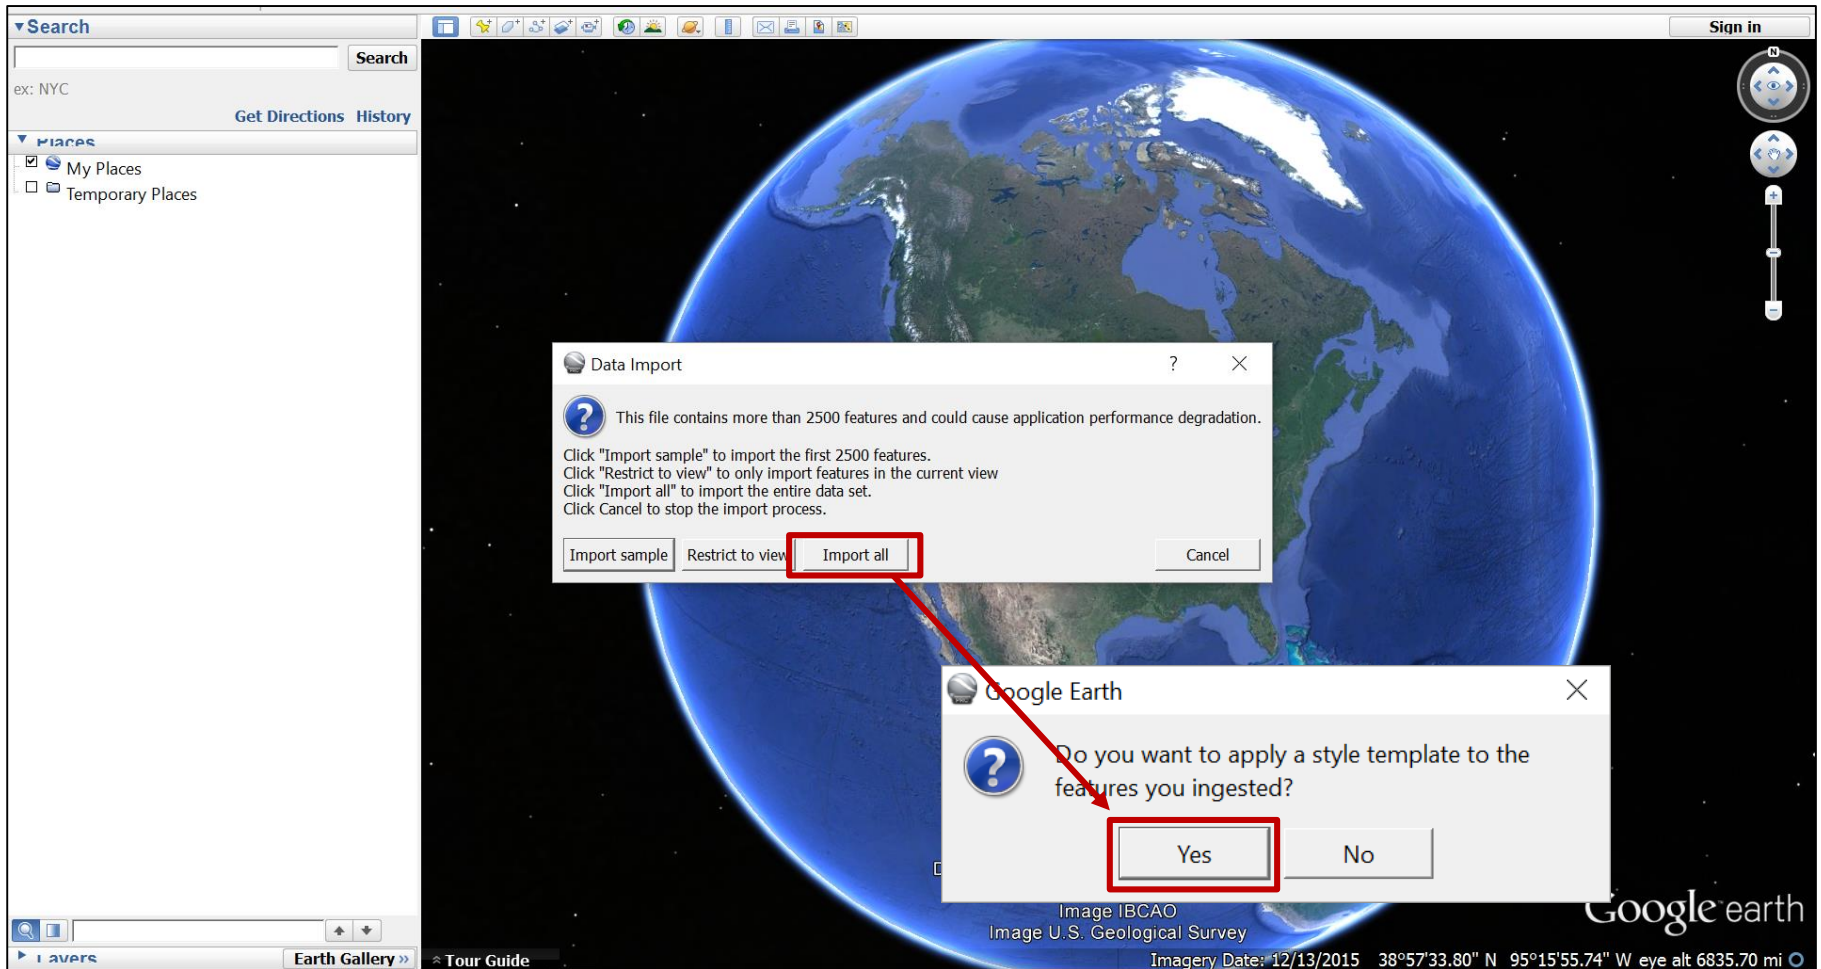 Search
Sign in
Search
ex: NYC
Get Directions History
Places
My Places
Temporary Places
N
Data Import
This file contains more than 2500 features and could cause application performance degradation.
Click "Import sample" to import the first 2500 features.
Click "Restrict to view" to only import features in the current view
Click "Import all" to import the entire data set.
Click Cancel to stop the import process.
Import sample Restrict to view Import all Cancel
Google Earth
Do you want to apply a style template to the
features you ingested?
Yes No
Image IBCAO
Image U.S. Geological Survey
Google earth
Layers Earth Gallery »
Tour Guide
Imagery Date: 12/13/2015 38°57'33.80" N 95°15'55.74" W eye alt 6835.70 mi